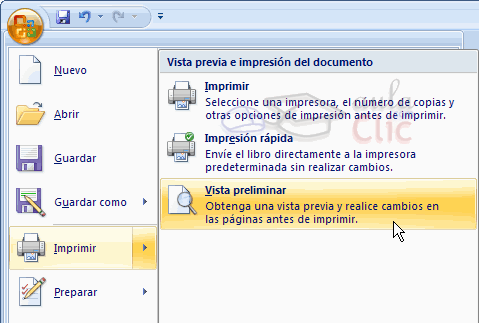 Vista previa e impresión del documento
Nuevo
Abrir
Guardar
Guardar como
Imprimir
Preparar
Imprimir
Seleccione una impresora, el número de copias y
otras opciones de impresión antes de imprimir.
Impresión rápida
Envíe el libro directamente a la impresora
predeterminada sin realizar cambios.
Vista preliminar
Obtenga una vista previa y realice cambios en
las páginas antes de imprimir.
aulaClic